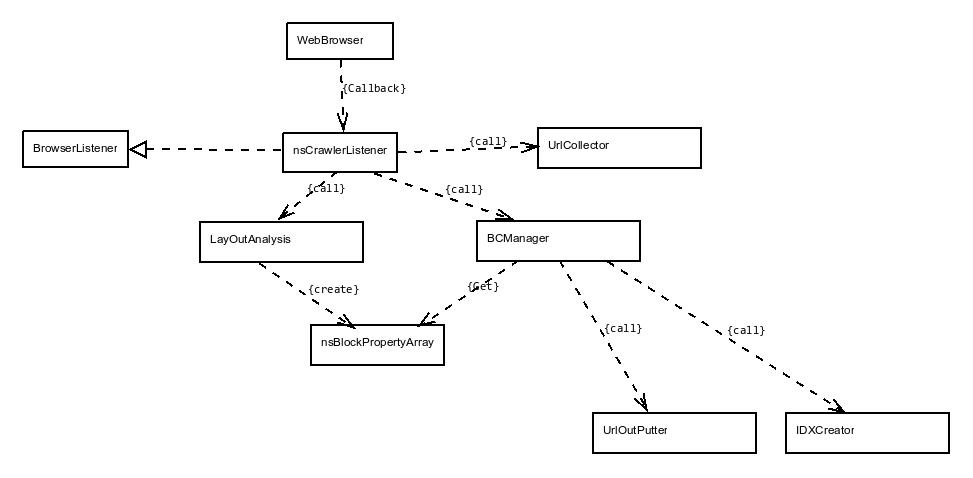 WebBrowser
{Callback}
BrowserListener
nsCrawlerListener
{call}
UrlCollector
{call}
{call}
LayOutAnalysis
BCManager
{create}
{Get}
nsBlockPropertyArray
{call}
{call}
UrlOutPutter
IDXCreator